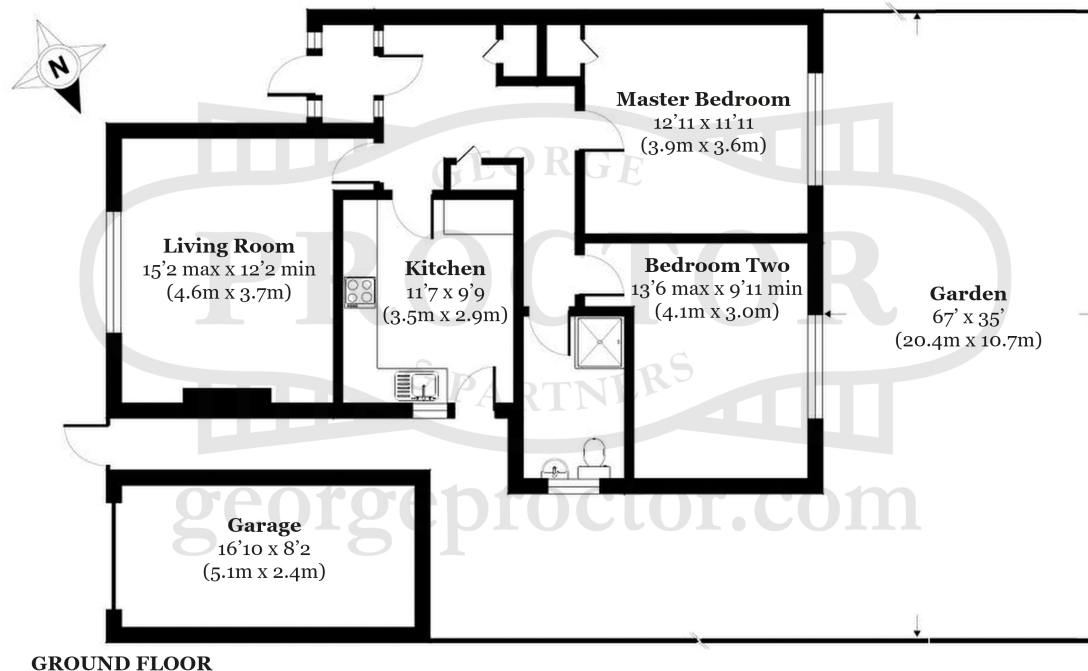 N
Master Bedroom
12'11 x 11'11
(3.9m x 3.6m)
GEORGE
PROCTOR
& PARTNERS
Living Room
15'2 max x 12'2 min
(4.6m x 3.7m)
Kitchen
11'7 x 9'9
(3.5m x 2.9m)
Bedroom Two
13'6 max x 9'11 min
(4.1m x 3.0m)
Garden
67' x 35'
(20.4m x 10.7m)
georgeproctor.com
Garage
16'10 x 8'2
(5.1m x 2.4m)
GROUND FLOOR